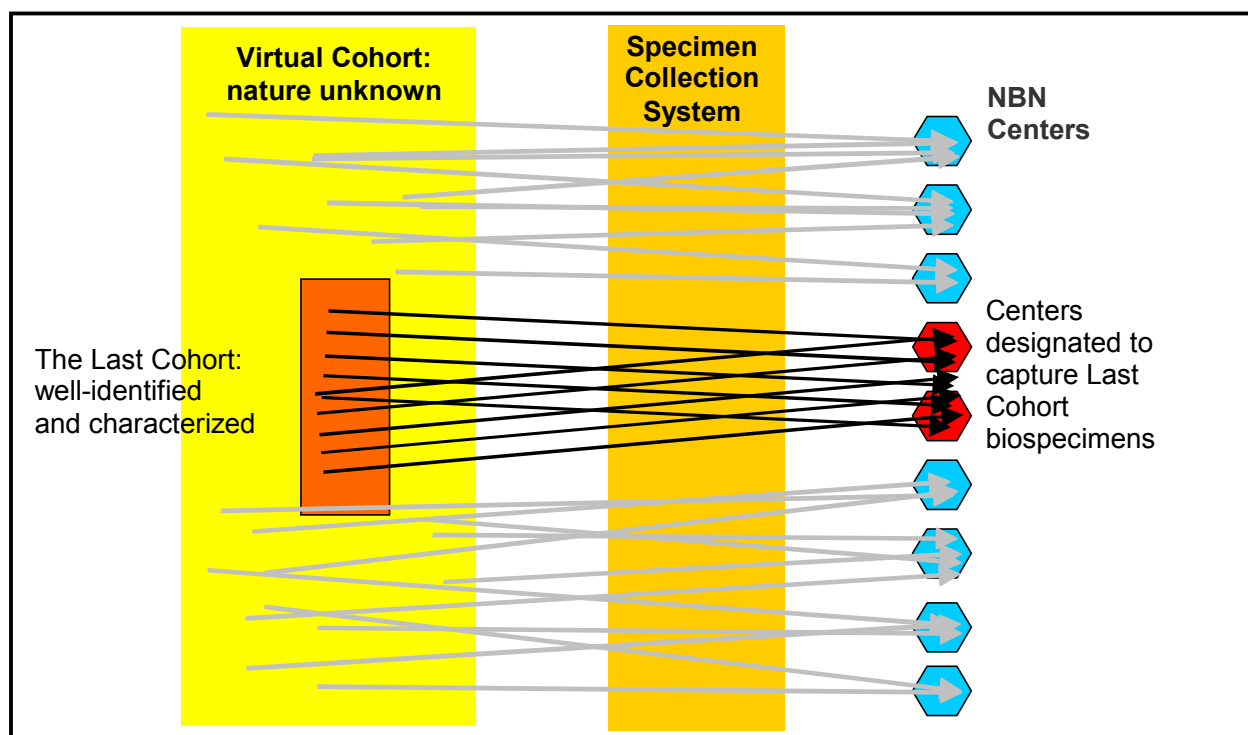 Virtual Cohort:
nature unknown
Specimen
Collection
System
NBN
Centers
The Last Cohort:
well-identified
and characterized
Centers
designated to
capture Last
Cohort
biospecimens